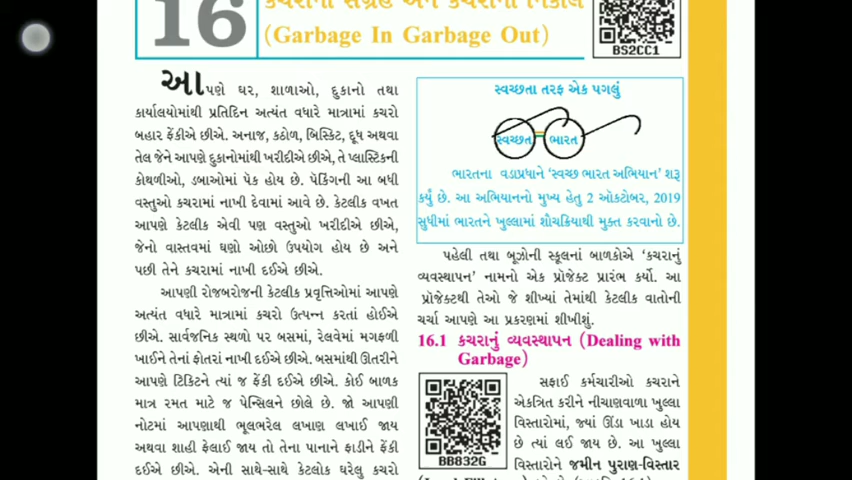 16
કચરાનો સંગ્રહ અને કચરાનો નિકાલ
(Garbage In Garbage Out)
BS2CC1
આપણે ઘર, શાળાઓ, દુકાનો તથા
કાર્યાલયોમાંથી પ્રતિદિન અત્યંત વધારે માત્રામાં કચરો
બહાર ફેંકીએ છીએ. અનાજ, કઠોળ, બિસ્કિટ, દૂધ અથવા
તેલ જેને આપણે દુકાનોમાંથી ખરીદીએ છીએ, તે પ્લાસ્ટિકની
કોથળીઓ, ડબાઓમાં પૅક હોય છે. પૅકિંગની આ બધી
વસ્તુઓ કચરામાં નાખી દેવામાં આવે છે. કેટલીક વખત
આપણે કેટલીક એવી પણ વસ્તુઓ ખરીદીએ છીએ,
જેનો વાસ્તવમાં ઘણો ઓછો ઉપયોગ હોય છે અને
પછી તેને કચરામાં નાખી દઈએ છીએ.
આપણી રોજબરોજની કેટલીક પ્રવૃત્તિઓમાં આપણે
અત્યંત વધારે માત્રામાં કચરો ઉત્પન્ન કરતાં હોઈએ
છીએ. સાર્વજનિક સ્થળો પર બસમાં, રેલવેમાં મગફળી
ખાઈને તેનાં ફોતરાં નાખી દઈએ છીએ. બસમાંથી ઊતરીને
આપણે ટિકિટને ત્યાં જ ફેંકી દઈએ છીએ. કોઈ બાળક
માત્ર રમત માટે જ પેન્સિલને છોલે છે. જો આપણી
નોટમાં આપણાથી ભૂલભરેલ લખાણ લખાઈ જાય
અથવા શાહી ફેલાઈ જાય તો તેના પાનાને ફાડીને ફેંકી
દઈએ છીએ. એની સાથે-સાથે કેટલોક ઘરેલુ કચરો
સ્વચ્છતા તરફ એક પગલું
સ્વચ્છત ભારત
ભારતના વડાપ્રધાને ‘સ્વચ્છ ભારત અભિયાન’ શરૂ
કર્યું છે. આ અભિયાનનો મુખ્ય હેતુ 2 ઑકટોબર, 2019
સુધીમાં ભારતને ખુલ્લામાં શૌચક્રિયાથી મુક્ત કરવાનો છે.
પહેલી તથા બૂઝોની સ્કૂલનાં બાળકોએ ‘કચરાનું
વ્યવસ્થાપન’ નામનો એક પ્રૉજેક્ટ પ્રારંભ કર્યો. આ
પ્રૉજેક્ટથી તેઓ જે શીખ્યાં તેમાંથી કેટલીક વાતોની
ચર્ચા આપણે આ પ્રકરણમાં શીખીશું.
16.1 કચરાનું વ્યવસ્થાપન (Dealing with
Garbage)
BB832G
સફાઈ કર્મચારીઓ કચરાને
એકત્રિત કરીને નીચાણવાળા ખુલ્લા
વિસ્તારોમાં, જ્યાં ઊંડા ખાડા હોય
છે ત્યાં લઈ જાય છે. આ ખુલ્લા
વિસ્તારોને જમીન પુરાણ-વિસ્તાર